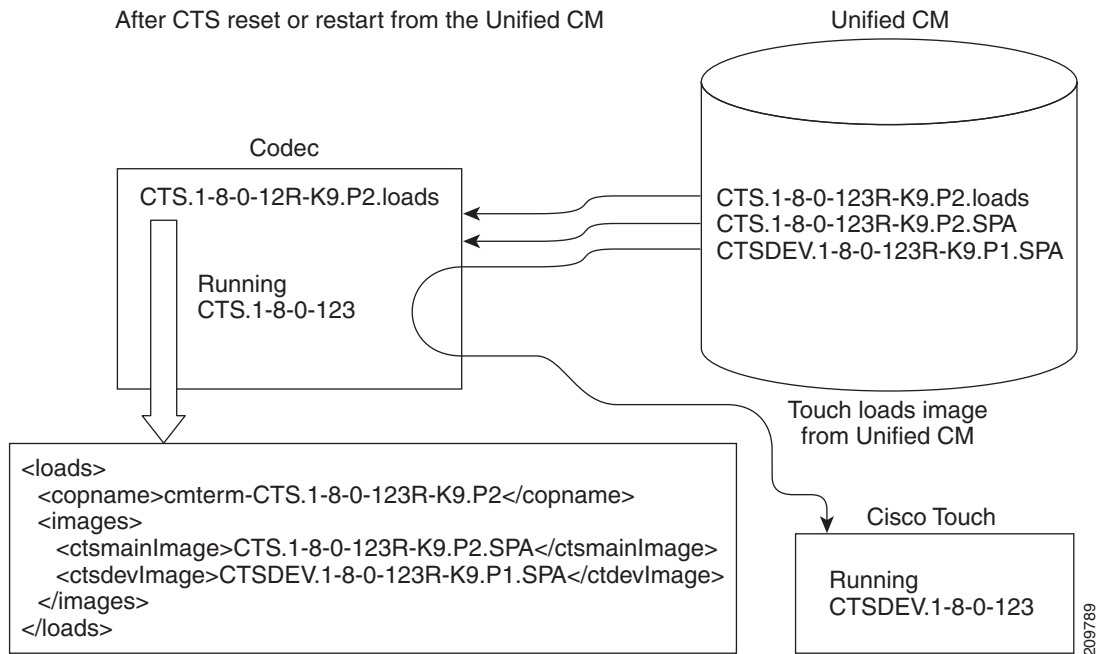 After CTS reset or restart from the Unified CM
Unified CM
Codec
CTS.1-8-0-12R-K9.P2.loads
Running
CTS.1-8-0-123
CTS.1-8-0-123R-K9.P2.loads
CTS.1-8-0-123R-K9.P2.SPA
CTSDEV.1-8-0-123R-K9.P1.SPA
Touch loads image
from Unified CM
<loads>
<copname>cmterm-CTS.1-8-0-123R-K9.P2</copname>
<images>
<ctsmainImage>CTS.1-8-0-123R-K9.P2.SPA</ctsmainImage>
<ctsdevImage>CTSDEV.1-8-0-123R-K9.P1.SPA</ctdevImage>
</images>
</loads>
Cisco Touch
Running
CTSDEV.1-8-0-123
209789